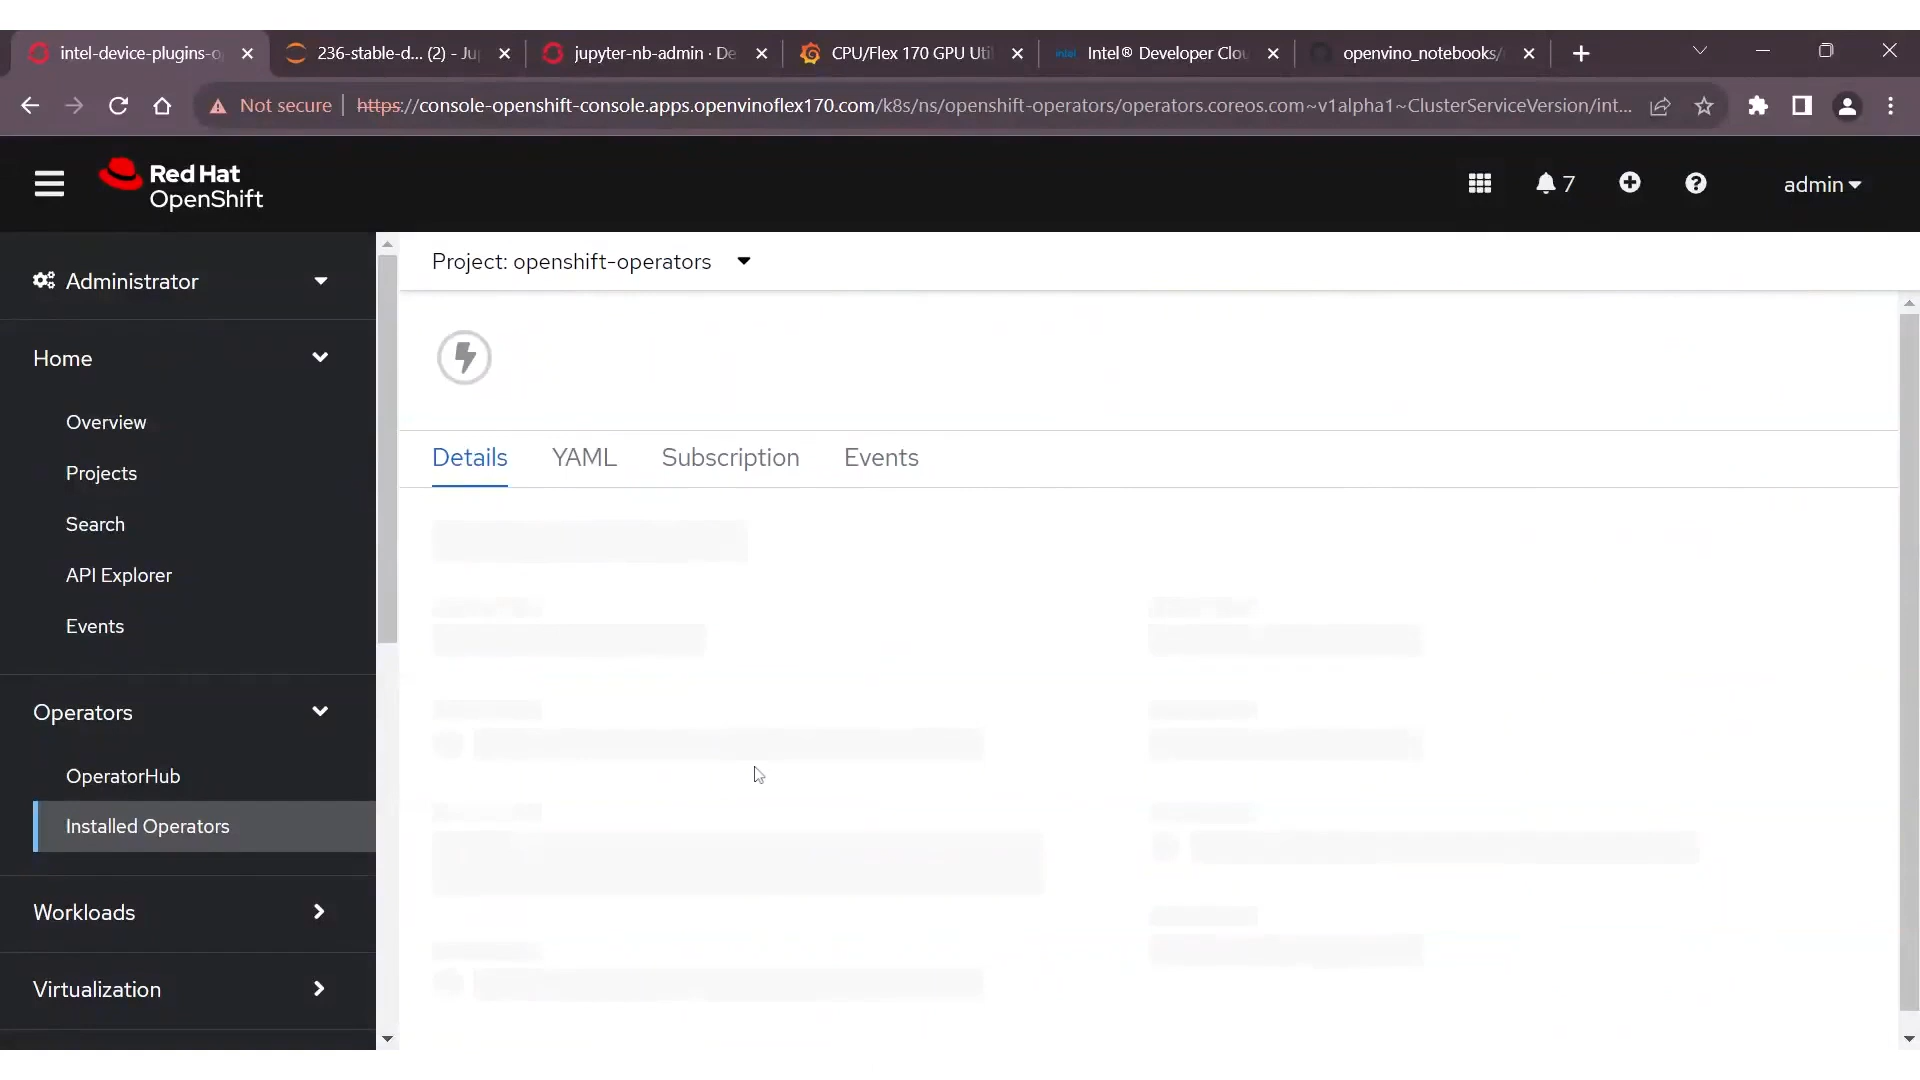 intel-device-plugins-o
236-stable-d... (2) - Ju
jupyter-nb-admin · De
CPU/Flex 170 GPU Uti
intel Intel® Developer Clou
openvino_notebooks/
Not secure https://console-openshift-console.apps.openvinoflex170.com/k8s/ns/openshift-operators/operators.coreos.com~v1alpha1~ClusterServiceVersion/int...
Red Hat
OpenShift
7
admin
Administrator
Project: openshift-operators
Home
Overview
Projects
Search
API Explorer
Events
Details YAML Subscription Events
Operators
OperatorHub
Installed Operators
Workloads
Virtualization